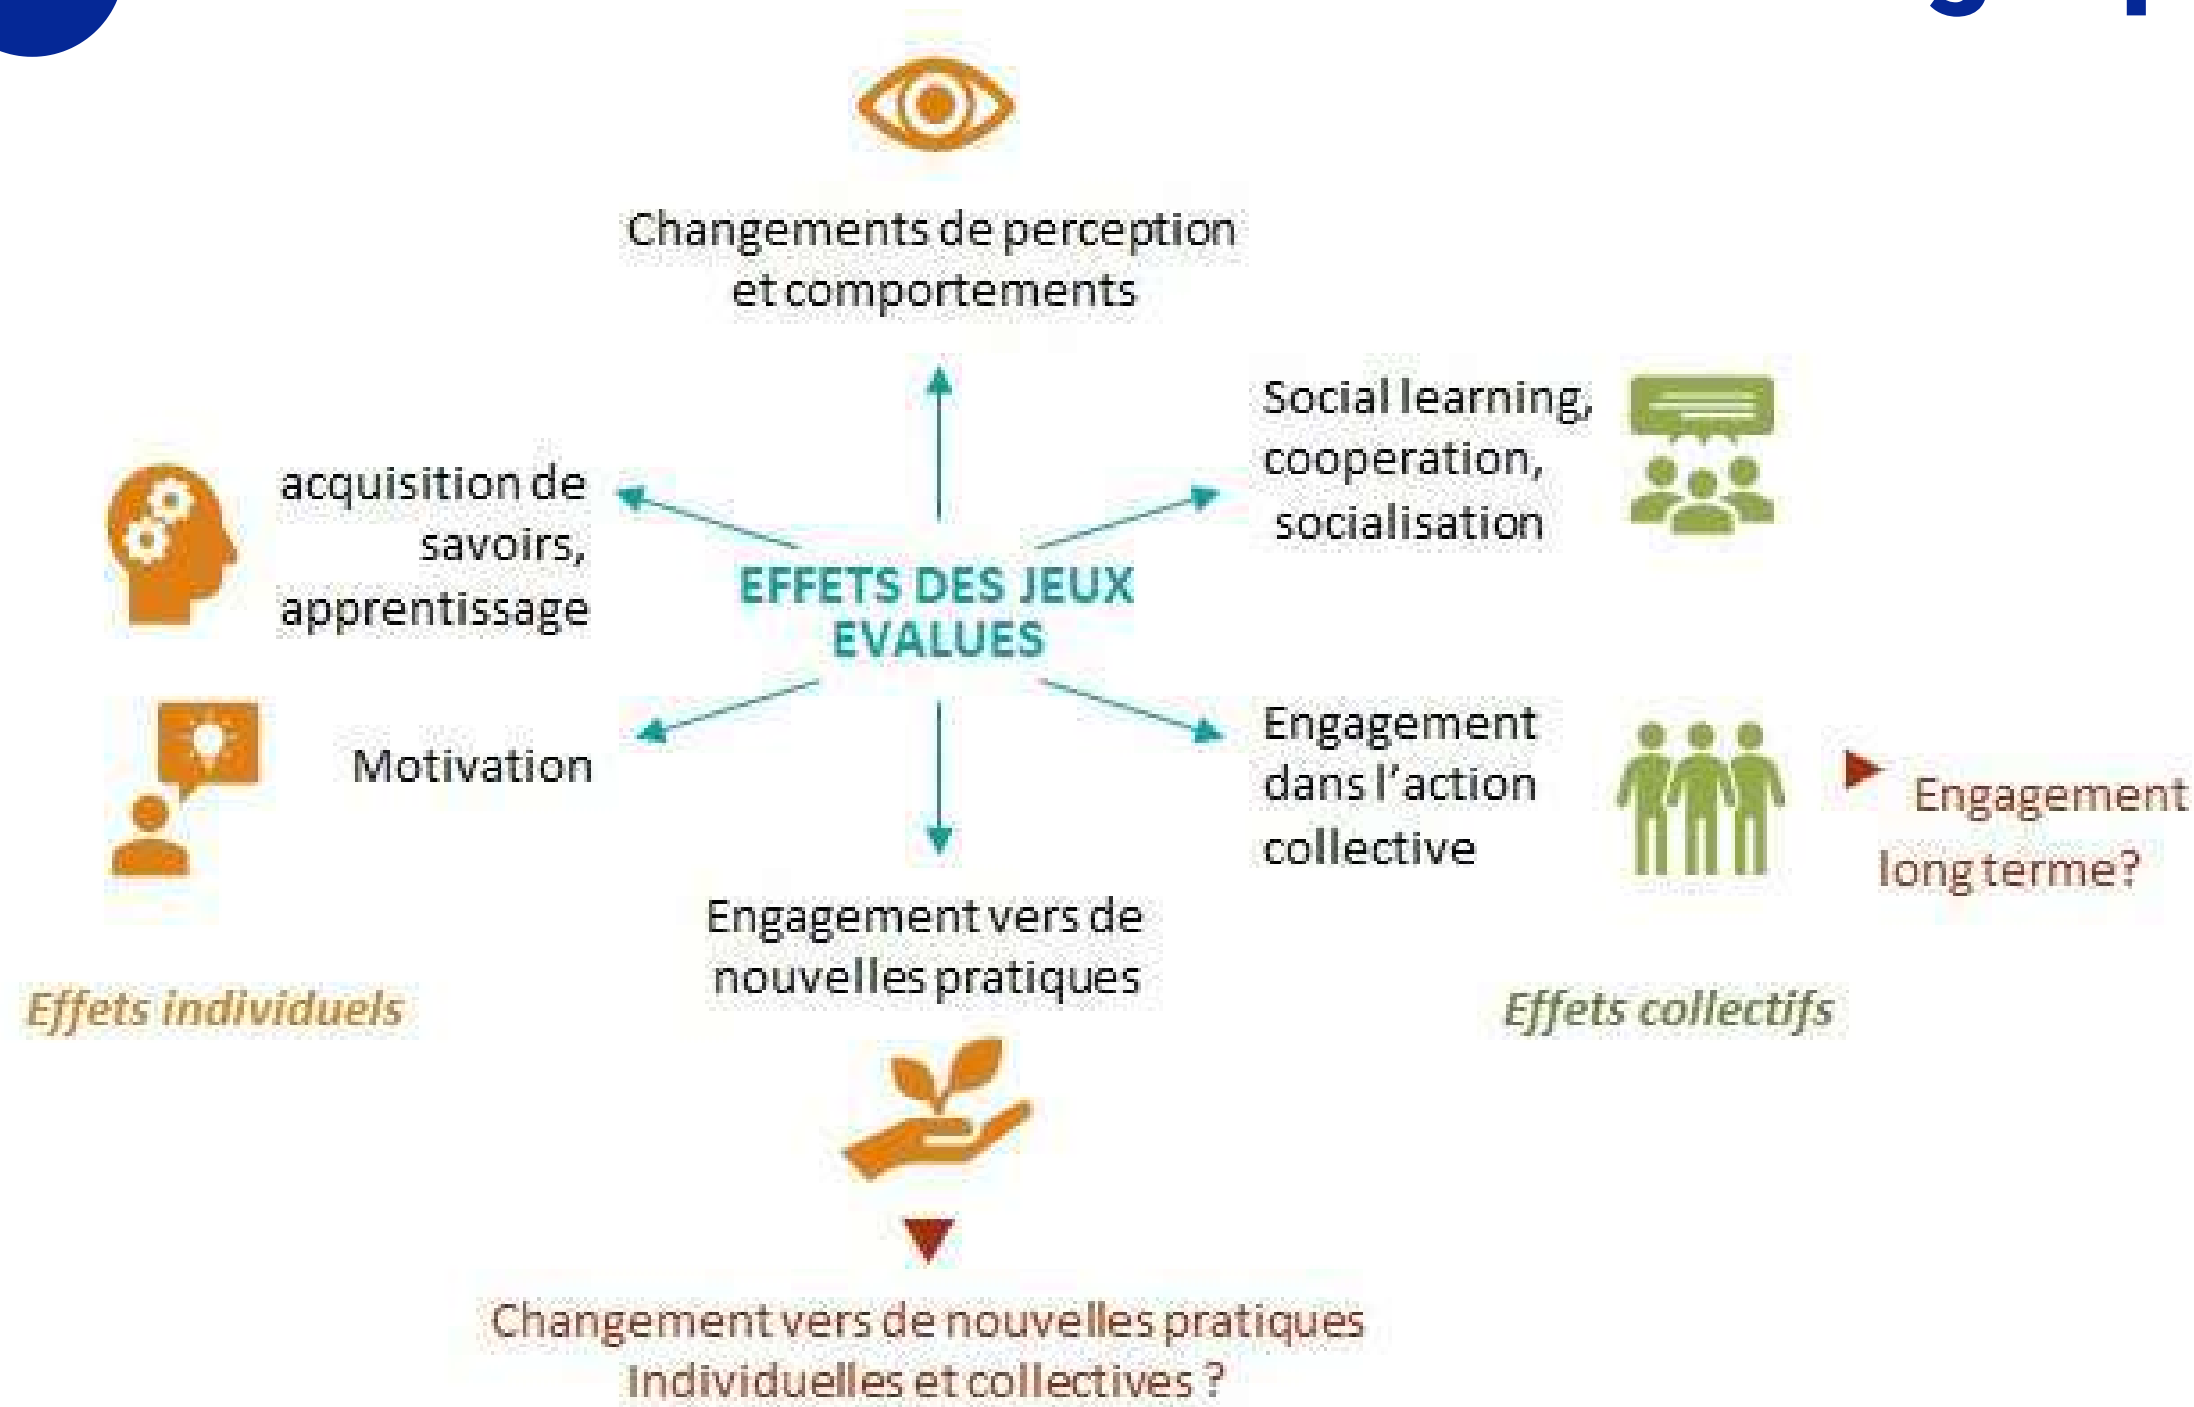 Changements de perception
et comportements
Social learning,
cooperation,
socialisation
acquisition de
savoirs,
apprentissage
EFFETS DES JEUX
EVALUES
Motivation
Engagement
dans l'action
collective
Engagement
long terme?
Engagement vers de
nouvelles pratiques
Effets individuels
Effets collectifs
Changement vers de nouvelles pratiques
Individuelles et collectives ?